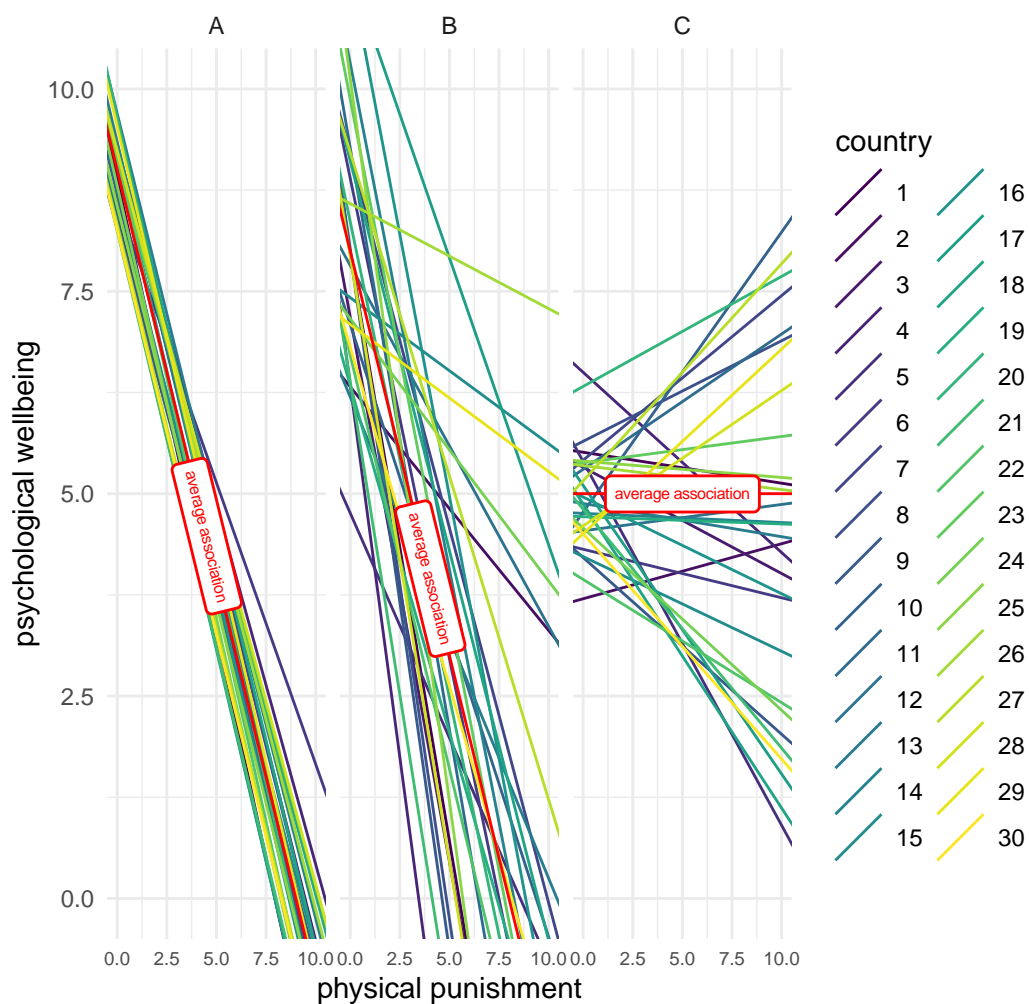 A B C
psychological wellbeing
10.0
7.5
5.0
2.5
0.0
average association
average association
average association
0.0 2.5 5.0 7.5 10.0
0.0 2.5 5.0 7.5 10.0
0.0 2.5 5.0 7.5 10.0
physical punishment
country
1 16
2 17
3 18
4 19
5 20
6 21
7 22
8 23
9 24
10 25
11 26
12 27
13 28
14 29
15 30